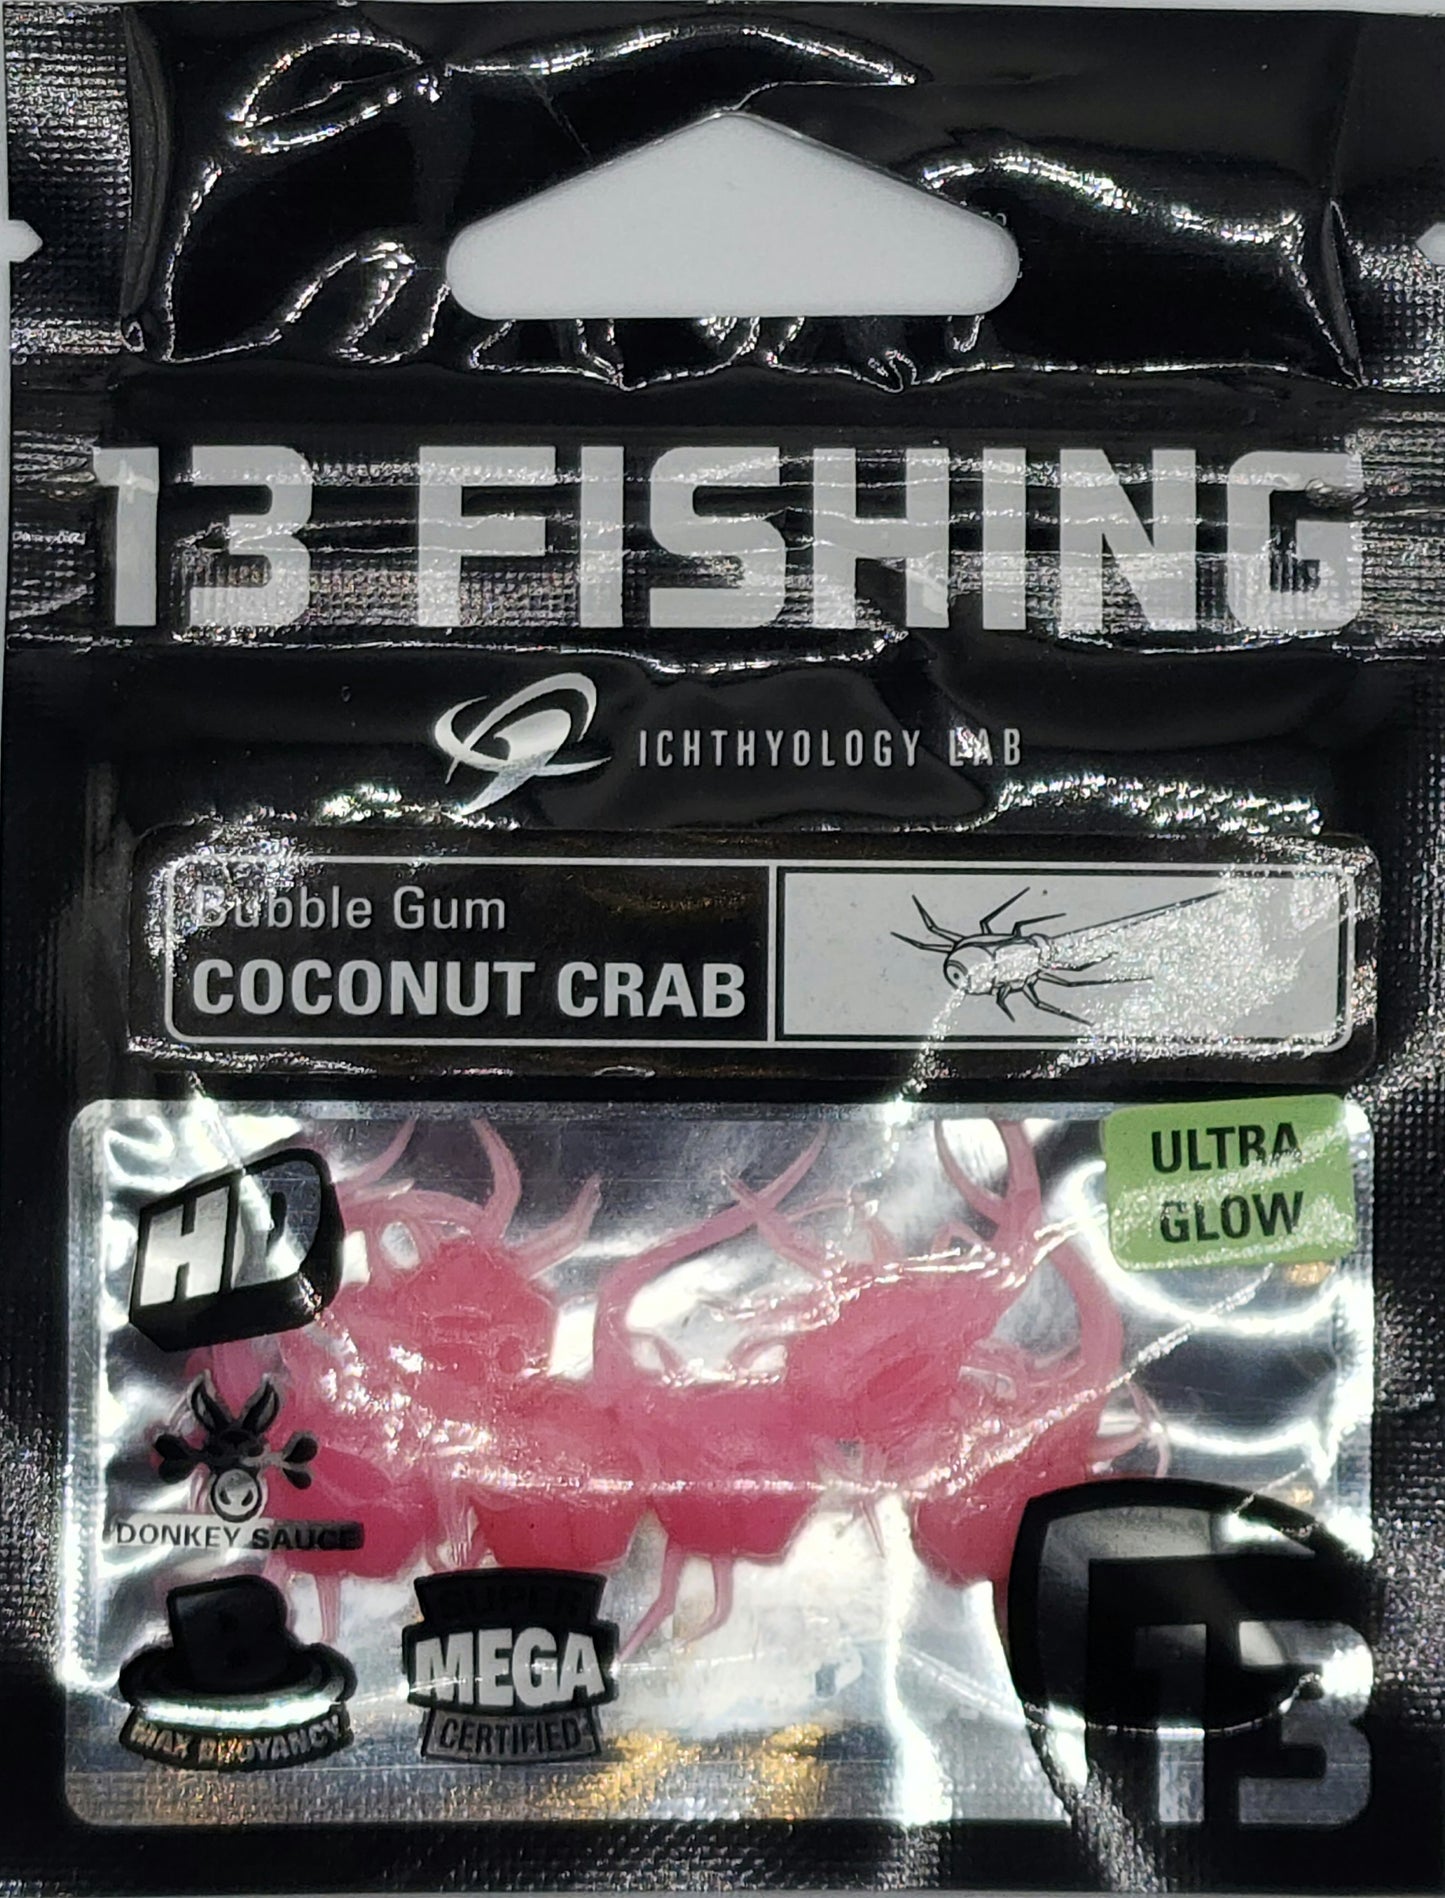 13 FISHING
ICHTHYOLOGY LAB
Bubble Gum
COCONUT CRAB
ULTRA
GLOW
HD
DONKEY SAUCE
B
MAX BUOYANCY
SUPER
MEGA
CERTIFIED
13